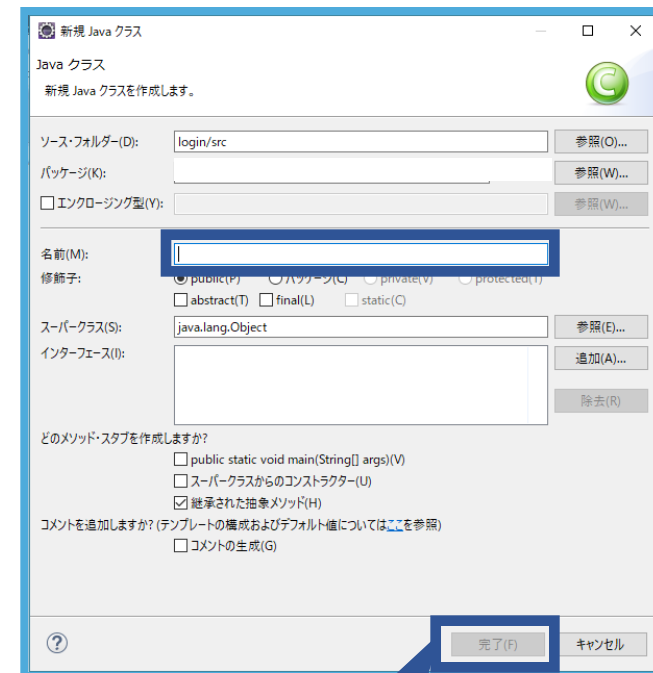 新規 Java クラス
Java クラス
新規 Java クラスを作成します。
C
ソース・フォルダー(D): login/src 参照(O)...
パッケージ(K): 参照(W)...
エンクロージング型(Y): 参照(W)...
名前(M):
修飾子: public(P) パッケージ(C) private(V) protected(T)
abstract(T) final(L) static(C)
スーパークラス(S): java.lang.Object 参照(E)...
インターフェース(I): 追加(A)...
除去(R)
どのメソッド・スタブを作成しますか?
public static void main(String[] args)(V)
スーパークラスからのコンストラクター(U)
継承された抽象メソッド(H)
コメントを追加しますか? (テンプレートの構成およびデフォルト値についてはここを参照)
コメントの生成(G)
? 完了(F) キャンセル